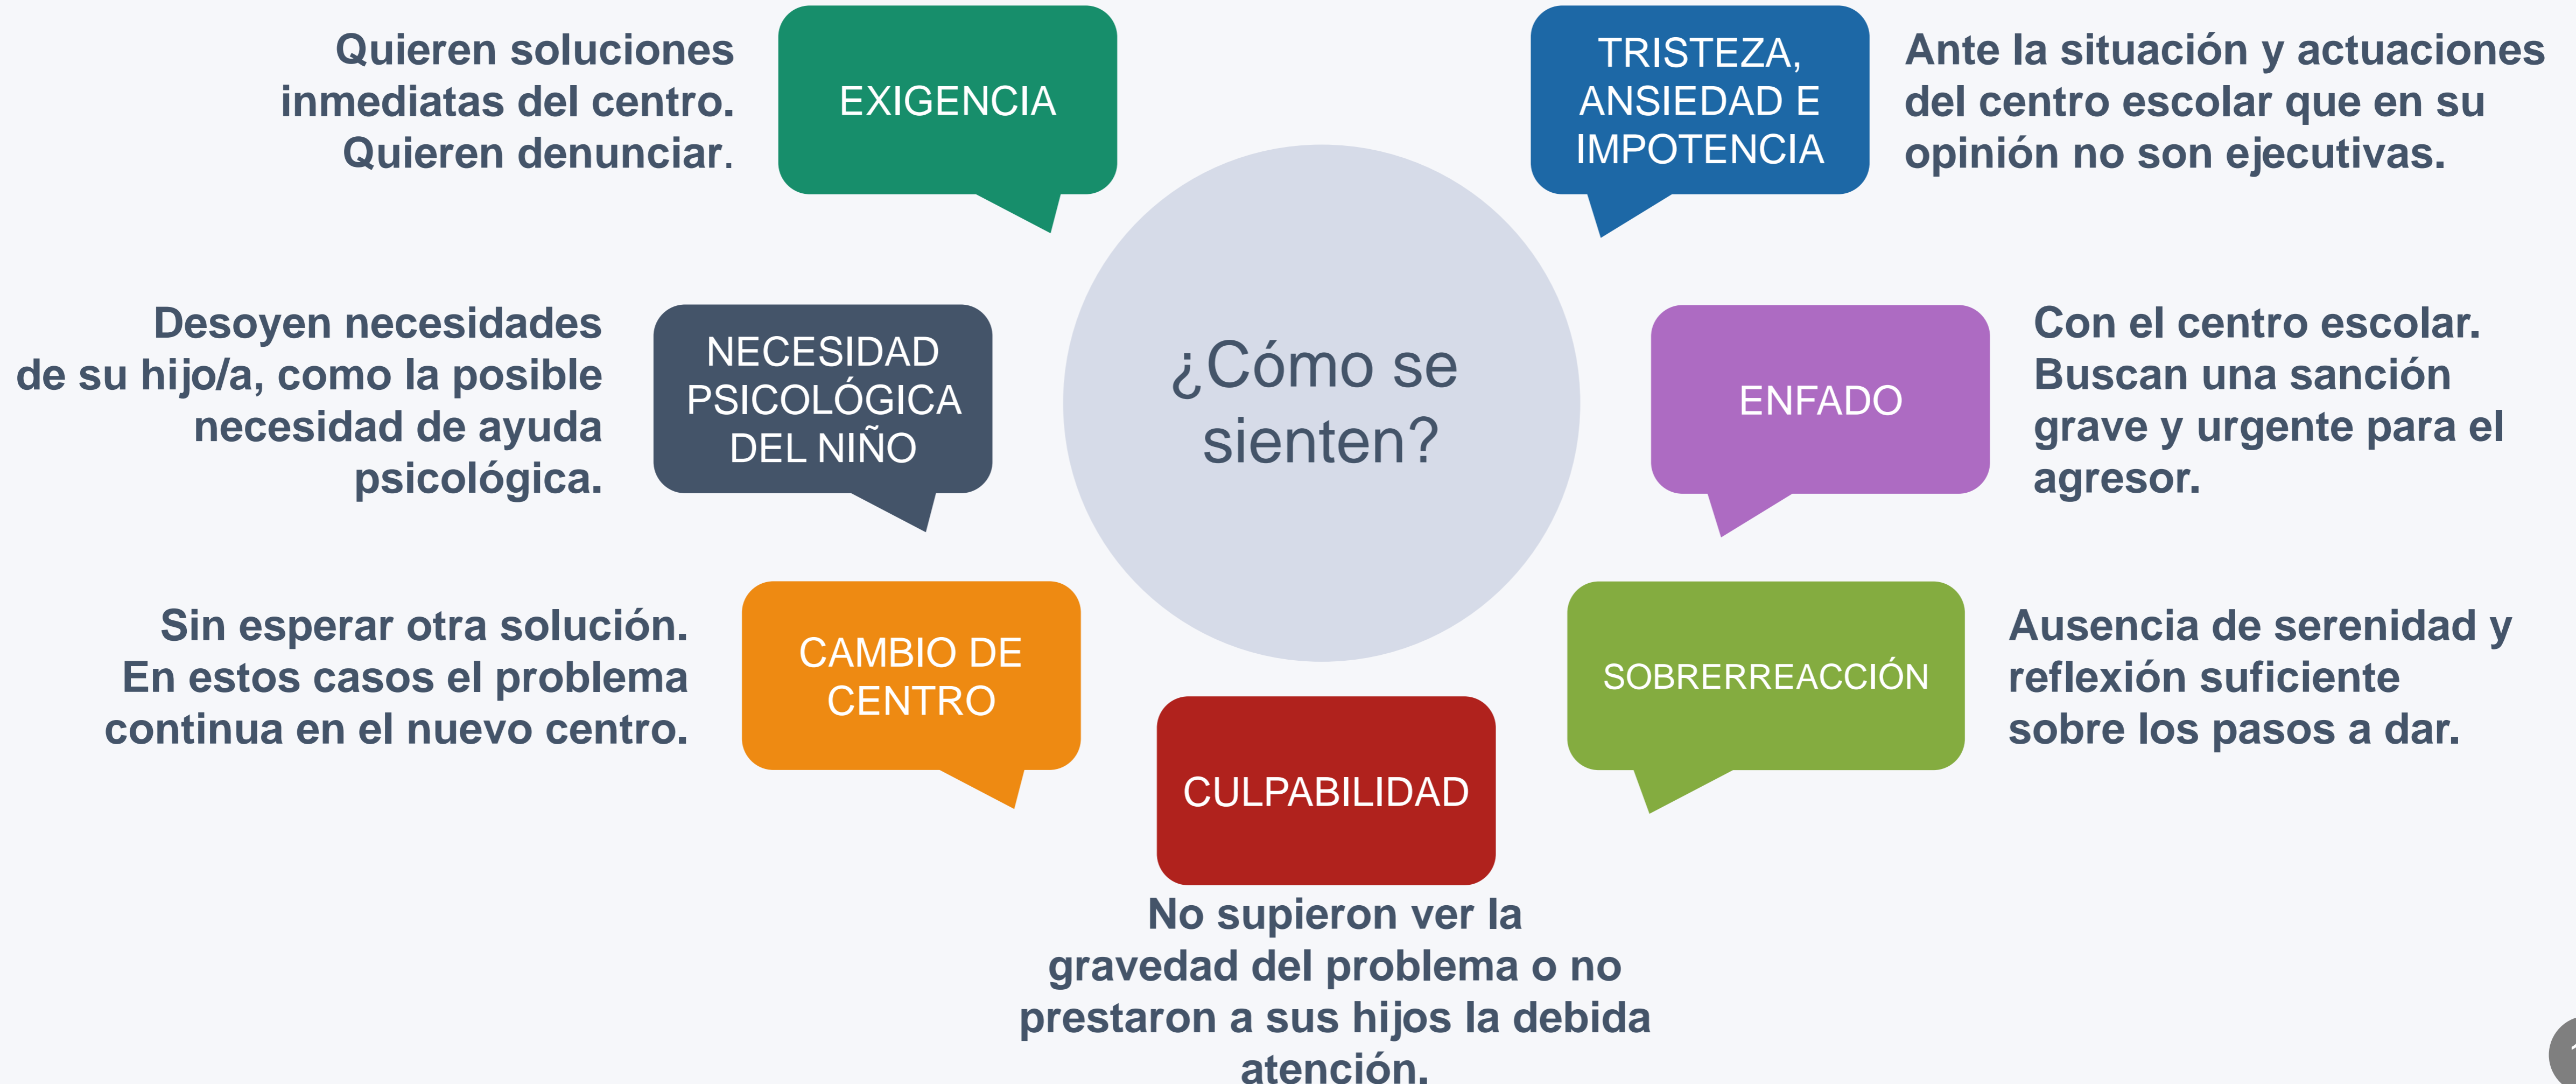 Quieren soluciones
inmediatas del centro.
Quieren denunciar.
EXIGENCIA
TRISTEZA,
ANSIEDAD E
IMPOTENCIA
Ante la situación y actuaciones
del centro escolar que en su
opinión no son ejecutivas.
Desoyen necesidades
de su hijo/a, como la posible
necesidad de ayuda
psicológica.
NECESIDAD
PSICOLÓGICA
DEL NIÑO
¿Cómo se
sienten?
ENFADO
Con el centro escolar.
Buscan una sanción
grave y urgente para el
agresor.
Sin esperar otra solución.
En estos casos el problema
continua en el nuevo centro.
CAMBIO DE
CENTRO
CULPABILIDAD
No supieron ver la
gravedad del problema o no
prestaron a sus hijos la debida
atención.
SOBRERREACCIÓN
Ausencia de serenidad y
reflexión suficiente
sobre los pasos a dar.